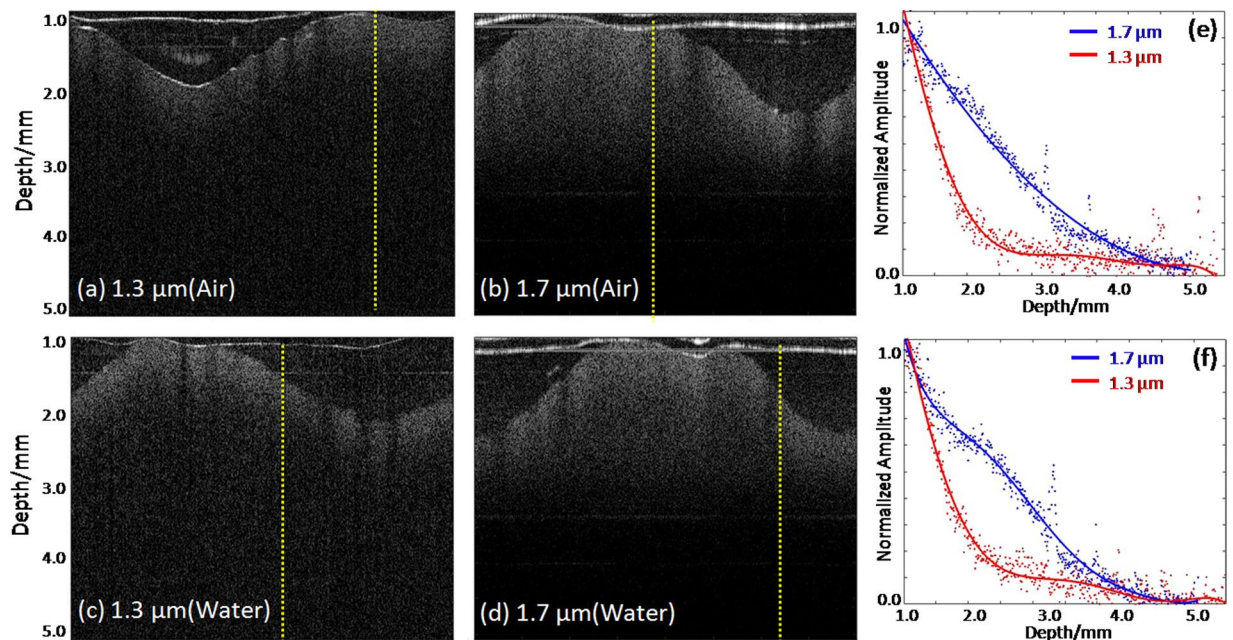 1.0
2.0
3.0
4.0
5.0
Depth/mm
(a) 1.3 μm(Air)
(b) 1.7 μm(Air)
1.0
0.0
Normalized Amplltude
1.7 μm
1.3 μm
(e)
1.0 2.0 3.0 4.0 5.0
Depth/mm
1.0
2.0
3.0
4.0
5.0
Depth/mm
(c) 1.3 μm(Water)
(d) 1.7 μm(Water)
1.0
0.0
Normalized Amplitude
1.7 μm
1.3 μm
(f)
1.0 2.0 3.0 4.0 5.0
Depth/mm